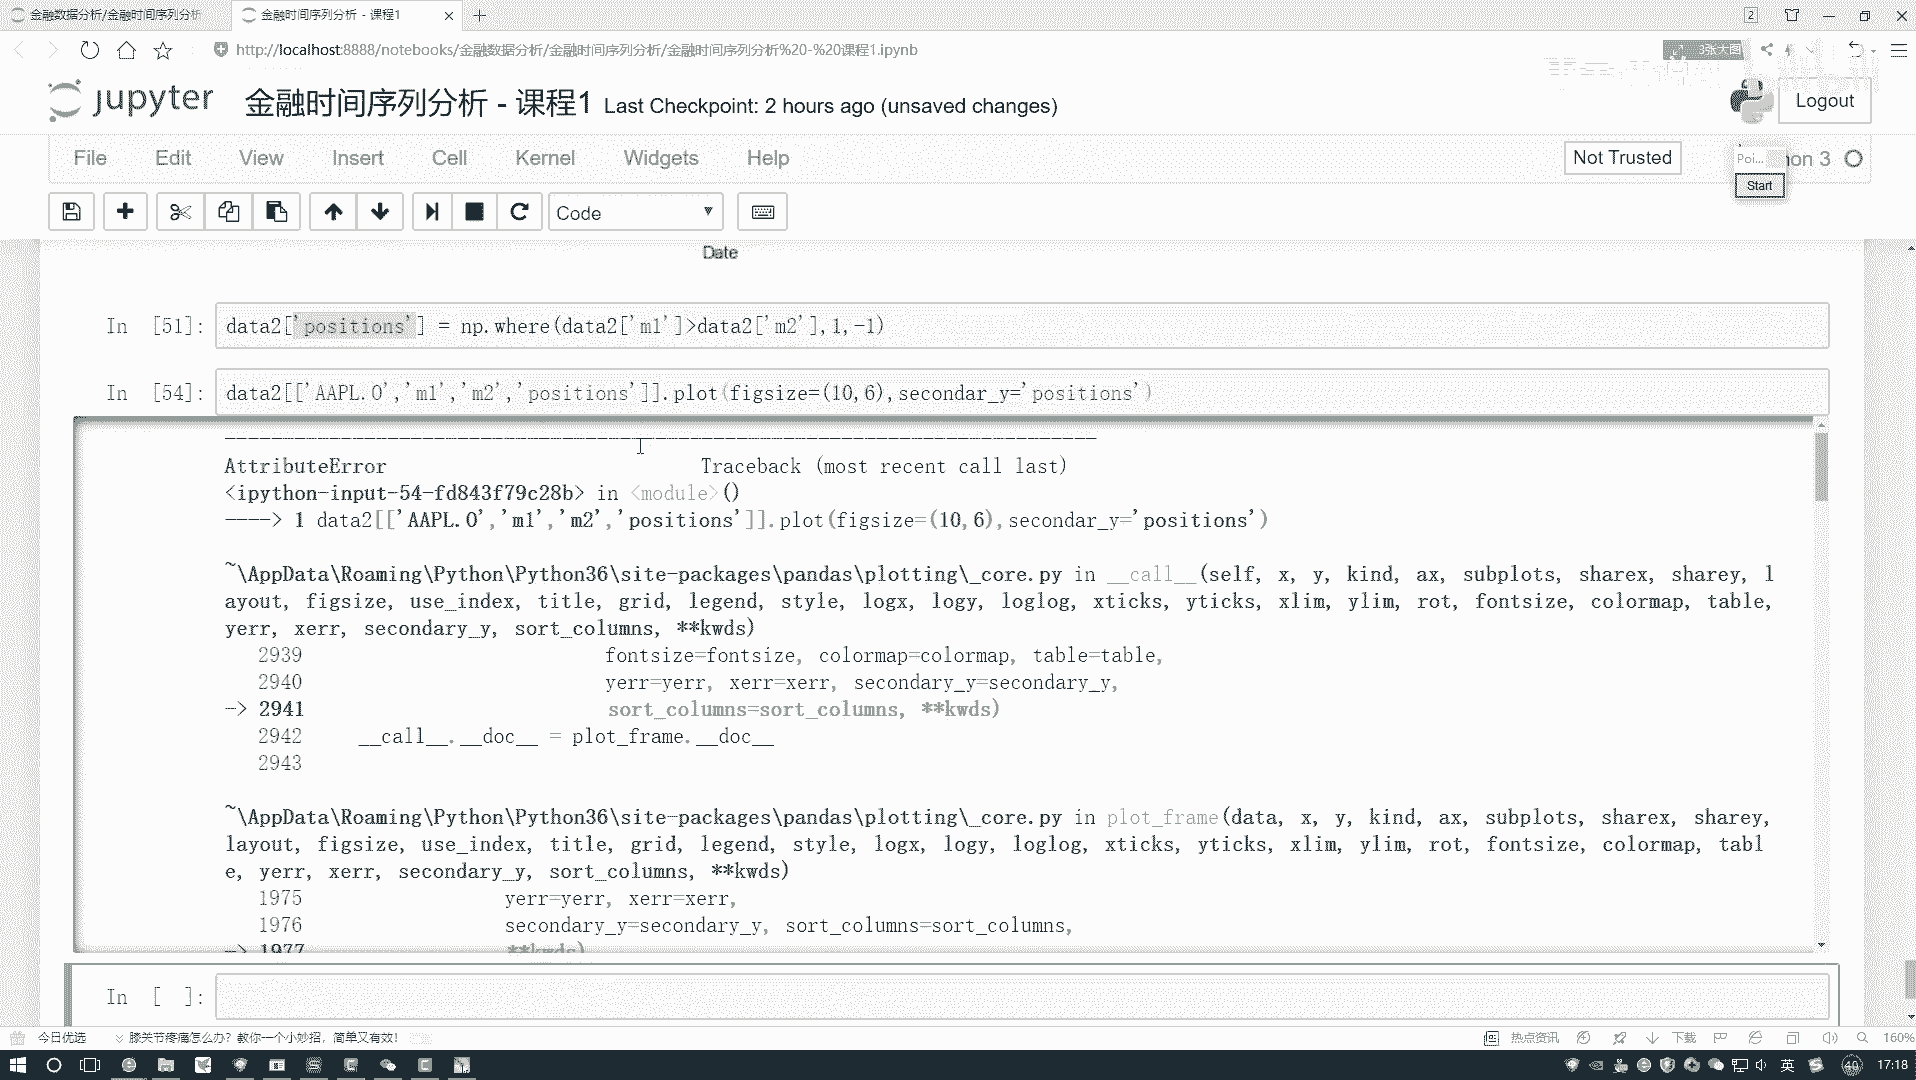 金融数据分析/金融时间序列分析
金融时间序列分析 - 课程1
2
http://localhost:8888/notebooks/金融数据分析/金融时间序列分析/金融时间序列分析%20-%20课程1.ipynb
3张大图
jupyter 金融时间序列分析 - 课程1 Last Checkpoint: 2 hours ago (unsaved changes)
Logout
File Edit View Insert Cell Kernel Widgets Help
Not Trusted
Poi... hon 3
Start
Code
Date
In [51]: data2['positions'] = np.where(data2['m1']>data2['m2'],1,-1)
In [54]: data2[['AAPL.O','m1','m2','positions']].plot(figsize=(10,6),secondar_y='positions')
---------------------------------------------------------------------------
AttributeError Traceback (most recent call last)
<ipython-input-54-fd843f79c28b> in <module>()
----> 1 data2[['AAPL.O','m1','m2','positions']].plot(figsize=(10,6),secondar_y='positions')
~\AppData\Roaming\Python\Python36\site-packages\pandas\plotting\_core.py in __call__(self, x, y, kind, ax, subplots, sharex, sharey, l
ayout, figsize, use_index, title, grid, legend, style, logx, logy, loglog, xticks, yticks, xlim, ylim, rot, fontsize, colormap, table,
yerr, xerr, secondary_y, sort_columns, **kwds)
2939 fontsize=fontsize, colormap=colormap, table=table,
2940 yerr=yerr, xerr=xerr, secondary_y=secondary_y,
-> 2941 sort_columns=sort_columns, **kwds)
2942 __call__.__doc__ = plot_frame.__doc__
2943
~\AppData\Roaming\Python\Python36\site-packages\pandas\plotting\_core.py in plot_frame(data, x, y, kind, ax, subplots, sharex, sharey,
layout, figsize, use_index, title, grid, legend, style, logx, logy, loglog, xticks, yticks, xlim, ylim, rot, fontsize, colormap, tabl
e, yerr, xerr, secondary_y, sort_columns, **kwds)
1975 yerr=yerr, xerr=xerr,
1976 secondary_y=secondary_y, sort_columns=sort_columns,
-> 1977 **kwds)
In [ ]:
今日优选 膝关节疼痛怎么办？教你一个小妙招，简单又有效！
热点资讯 下载 160%
英 40 17:18